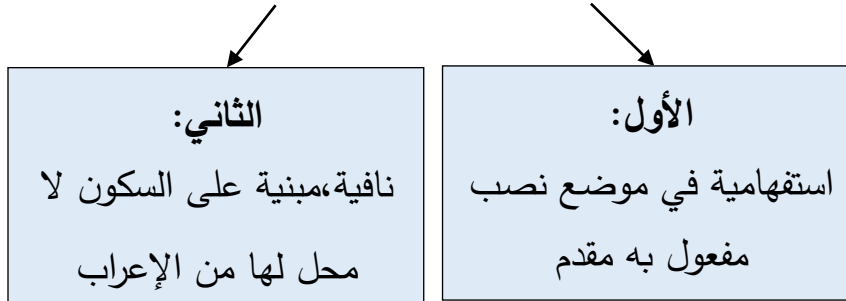 الأول:
استفهامية في موضع نصب
مفعول به مقدم
الثاني:
نافية،مبنية على السكون لا
محل لها من الإعراب